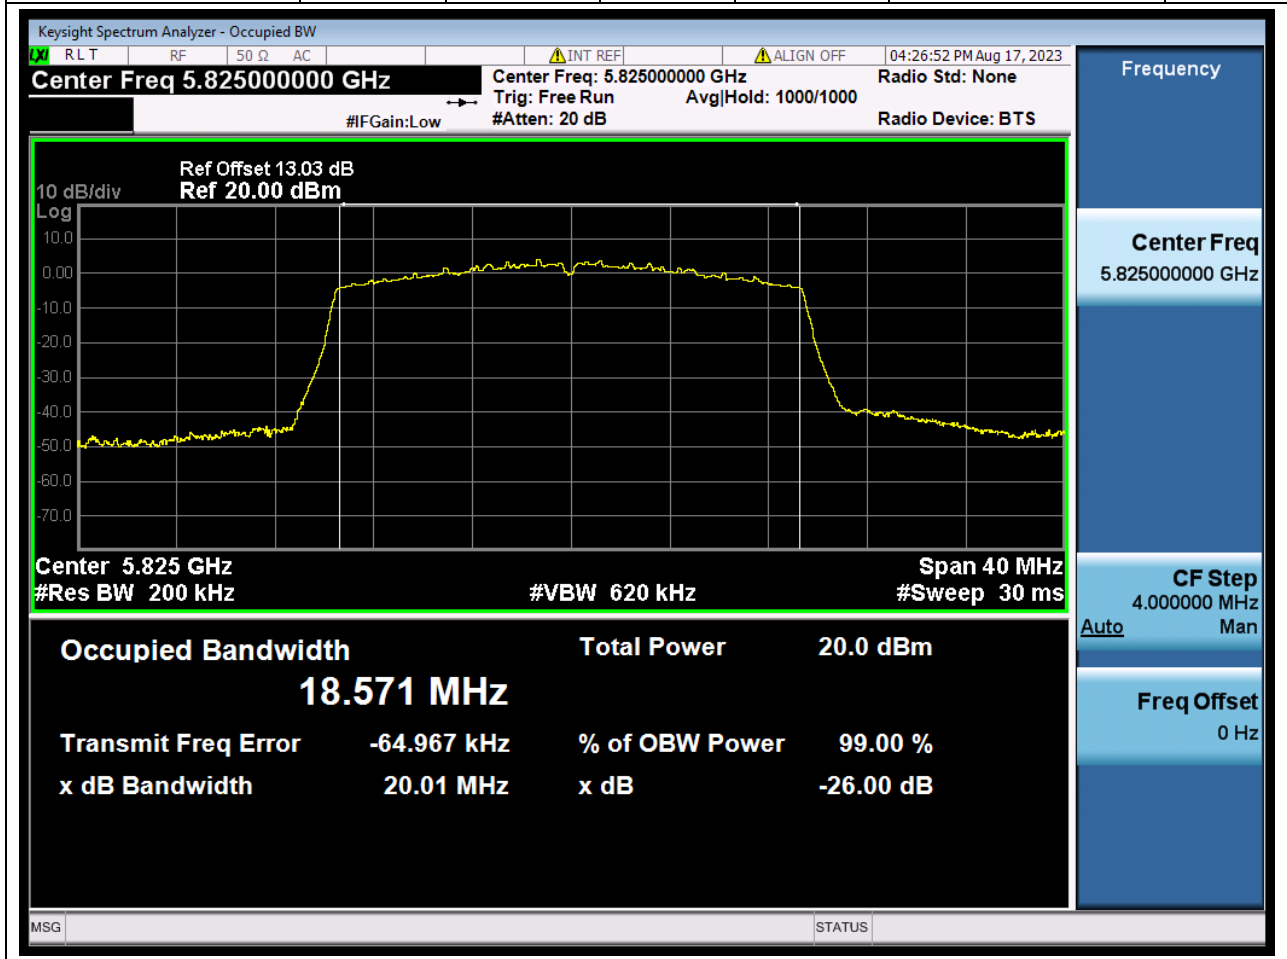 Keysight Spectrum Analyzer - Occupied BW
LXI RLT RF 50 Ω AC INT REF ALIGN OFF 04:26:52 PM Aug 17, 2023
Center Freq 5.825000000 GHz
Center Freq: 5.825000000 GHz Radio Std: None
Trig: Free Run Avg|Hold: 1000/1000
#IFGain:Low #Atten: 20 dB Radio Device: BTS
Ref Offset 13.03 dB
10 dB/div Ref 20.00 dBm
Log
10.0
0.00
-10.0
-20.0
-30.0
-40.0
-50.0
-60.0
-70.0
Center 5.825 GHz Span 40 MHz
#Res BW 200 kHz #VBW 620 kHz #Sweep 30 ms
Occupied Bandwidth Total Power 20.0 dBm
18.571 MHz
Transmit Freq Error -64.967 kHz % of OBW Power 99.00 %
x dB Bandwidth 20.01 MHz x dB -26.00 dB
MSG STATUS
Frequency
Center Freq
5.825000000 GHz
CF Step
4.000000 MHz
Auto Man
Freq Offset
0 Hz